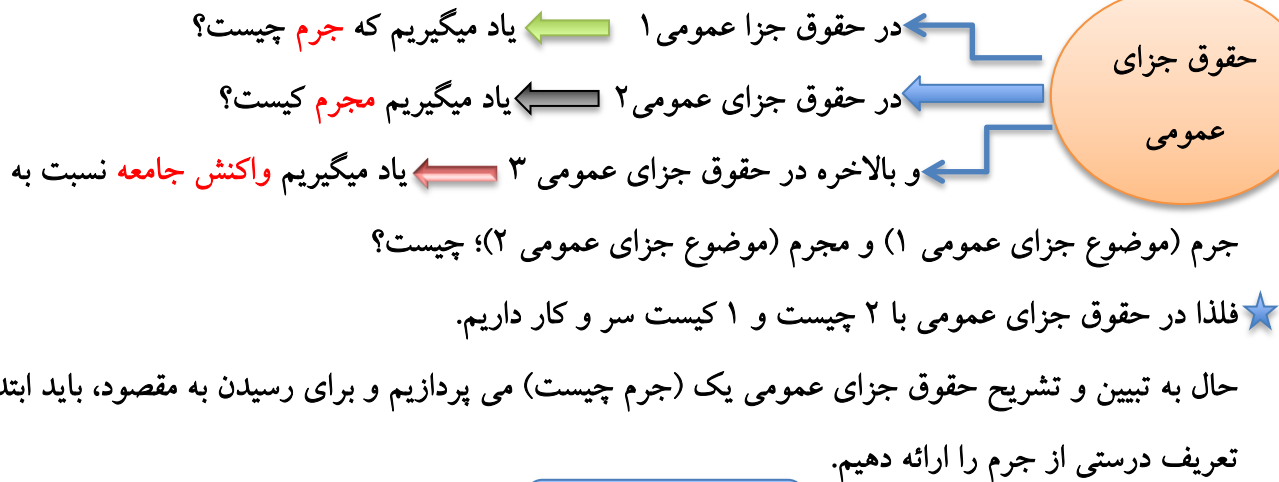 حقوق جزای
عمومی
در حقوق جزا عمومی۱ یاد میگیریم که جرم چیست؟
در حقوق جزای عمومی۲ یاد میگیریم مجرم کیست؟
و بالاخره در حقوق جزای عمومی ۳ یاد میگیریم واکنش جامعه نسبت به
جرم (موضوع جزای عمومی ۱) و مجرم (موضوع جزای عمومی ۲)؛ چیست؟
فلذا در حقوق جزای عمومی با ۲ چیست و ۱ کیست سر و کار داریم.
حال به تبیین و تشریح حقوق جزای عمومی یک (جرم چیست) می پردازیم و برای رسیدن به مقصود، باید
تعریف درستی از جرم را ارائه دهیم.